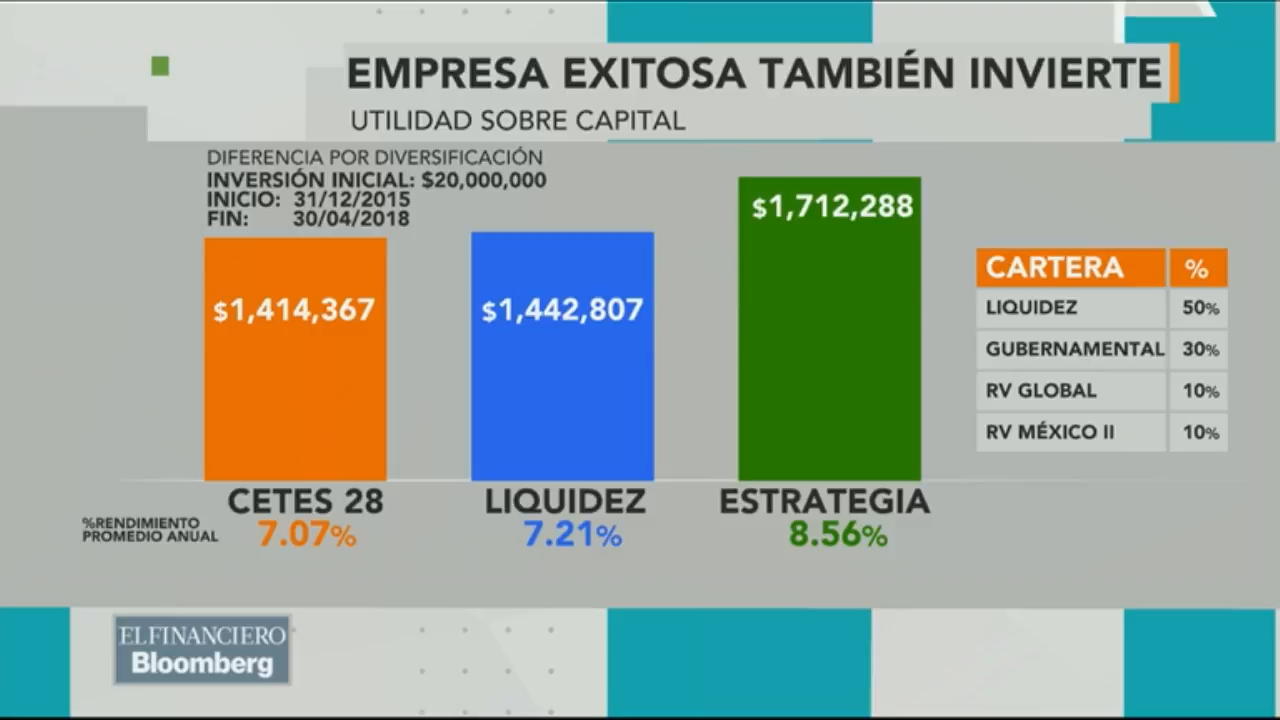 EMPRESA EXITOSA TAMBIÉN INVIERTE
UTILIDAD SOBRE CAPITAL
DIFERENCIA POR DIVERSIFICACIÓN
INVERSIÓN INICIAL: $20,000,000
INICIO: 31/12/2015
FIN: 30/04/2018
$1,414,367
$1,442,807
$1,712,288
CARTERA %
LIQUIDEZ 50%
GUBERNAMENTAL 30%
RV GLOBAL 10%
RV MÉXICO II 10%
CETES 28 LIQUIDEZ ESTRATEGIA
%RENDIMIENTO
PROMEDIO ANUAL
7.07% 7.21% 8.56%
EL FINANCIERO
Bloomberg